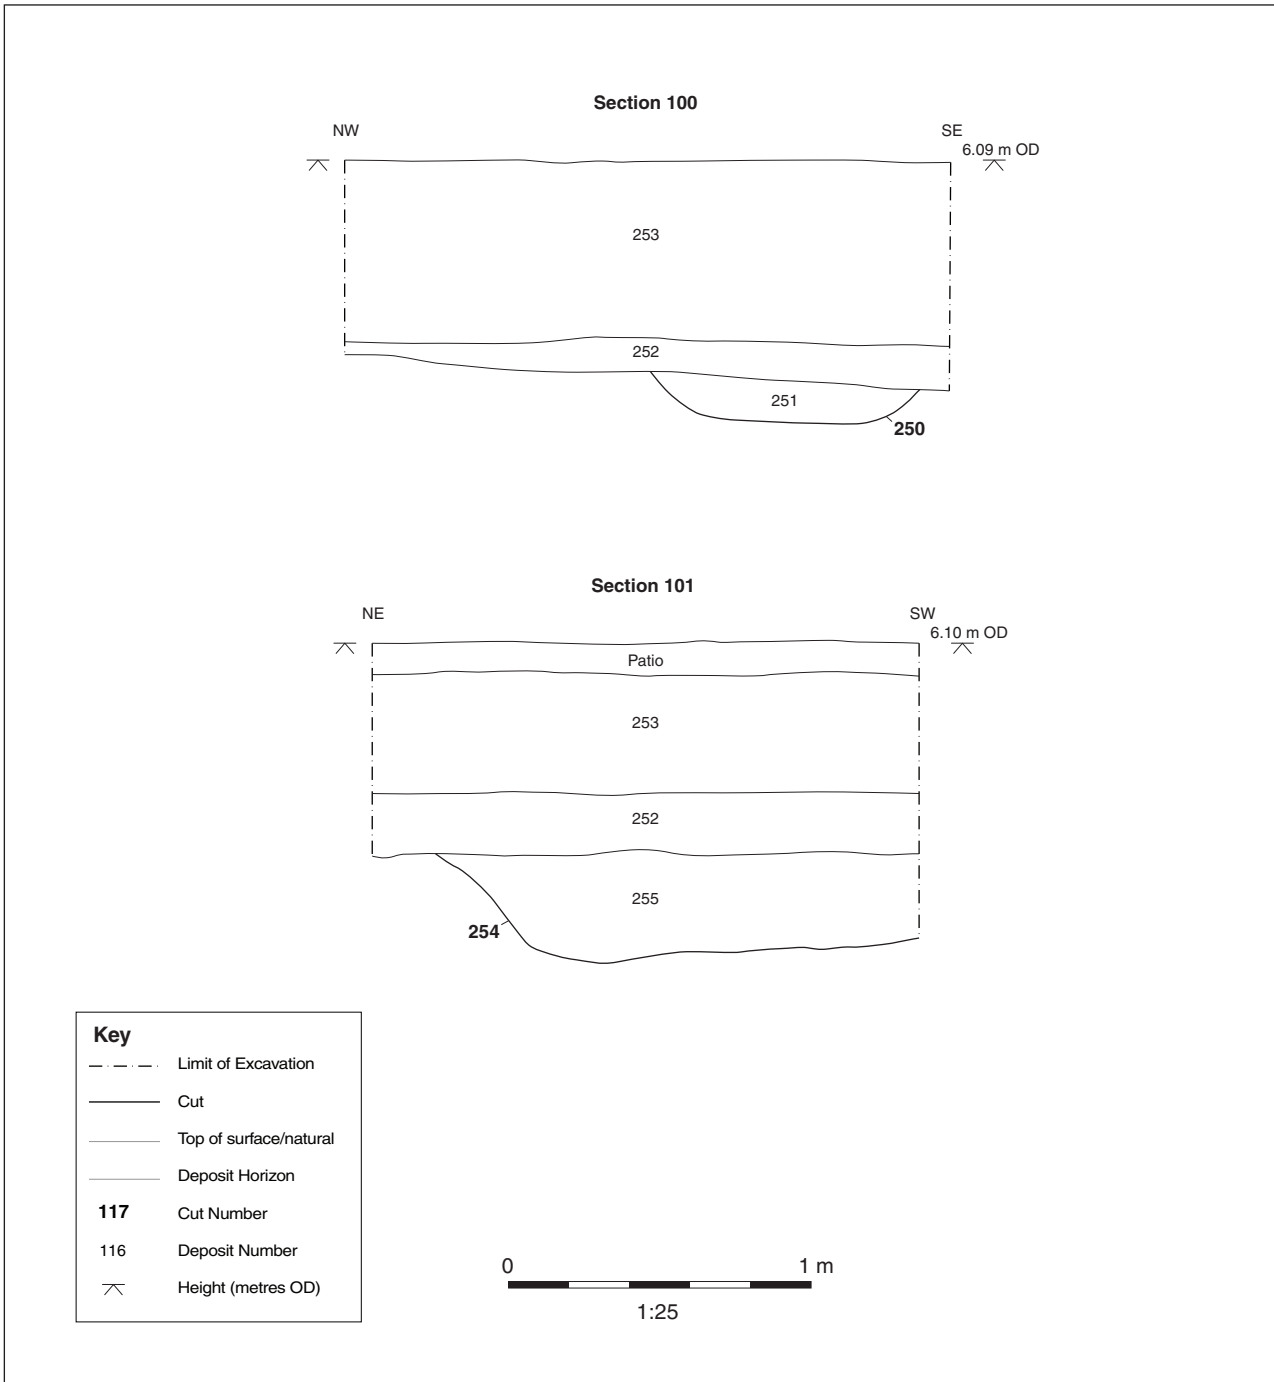 Section 100
NW
SE
6.09 m OD
253
252
251
250
Section 101
NE
SW
6.10 m OD
Patio
253
252
255
254
Key
Limit of Excavation
Cut
Top of surface/natural
Deposit Horizon
117 Cut Number
116 Deposit Number
Height (metres OD)
0 1 m
1:25